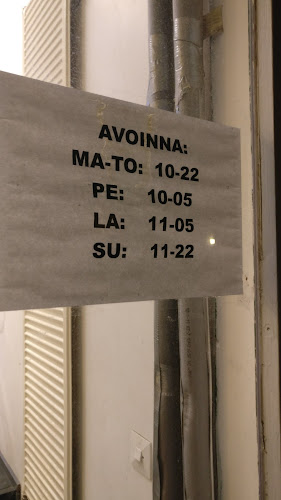 AVOINNA:
MA-TO: 10-22
PE: 10-05
LA: 11-05
SU: 11-22